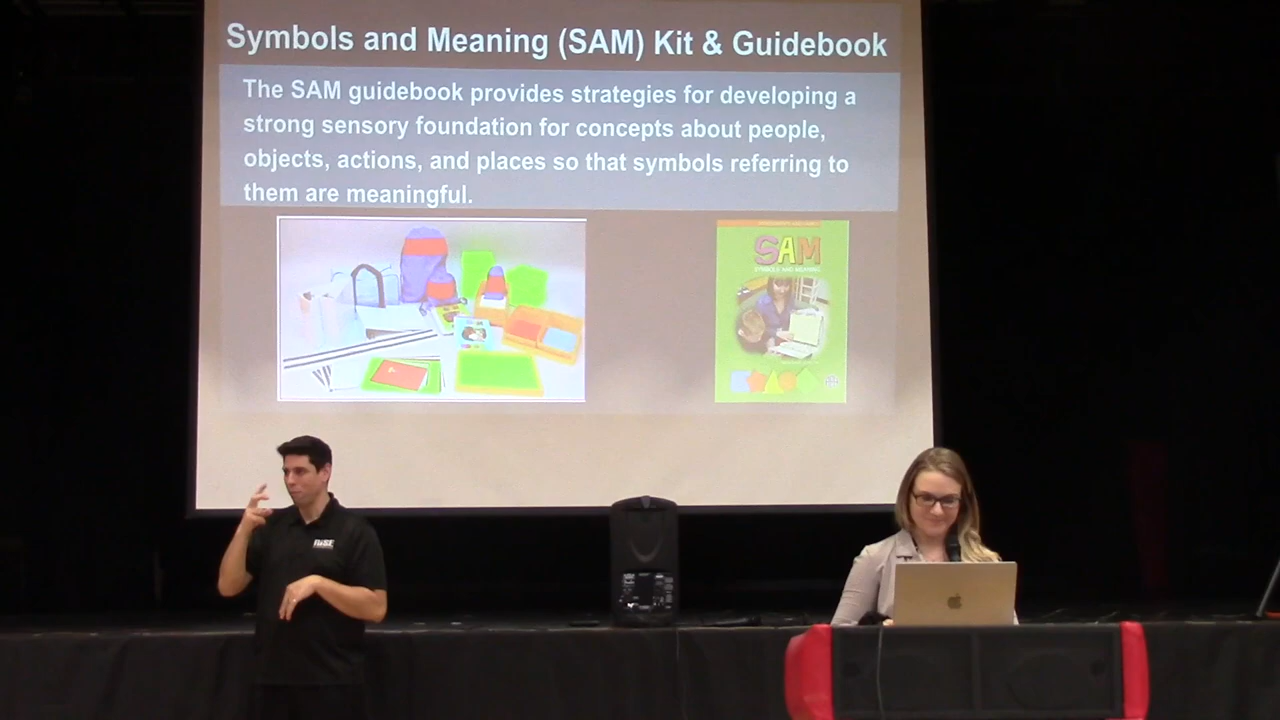 Symbols and Meaning (SAM) Kit & Guidebook
The SAM guidebook provides strategies for developing a
strong sensory foundation for concepts about people,
objects, actions, and places so that symbols referring to
them are meaningful.
SAM
SYMBOLS AND MEANING
RISE